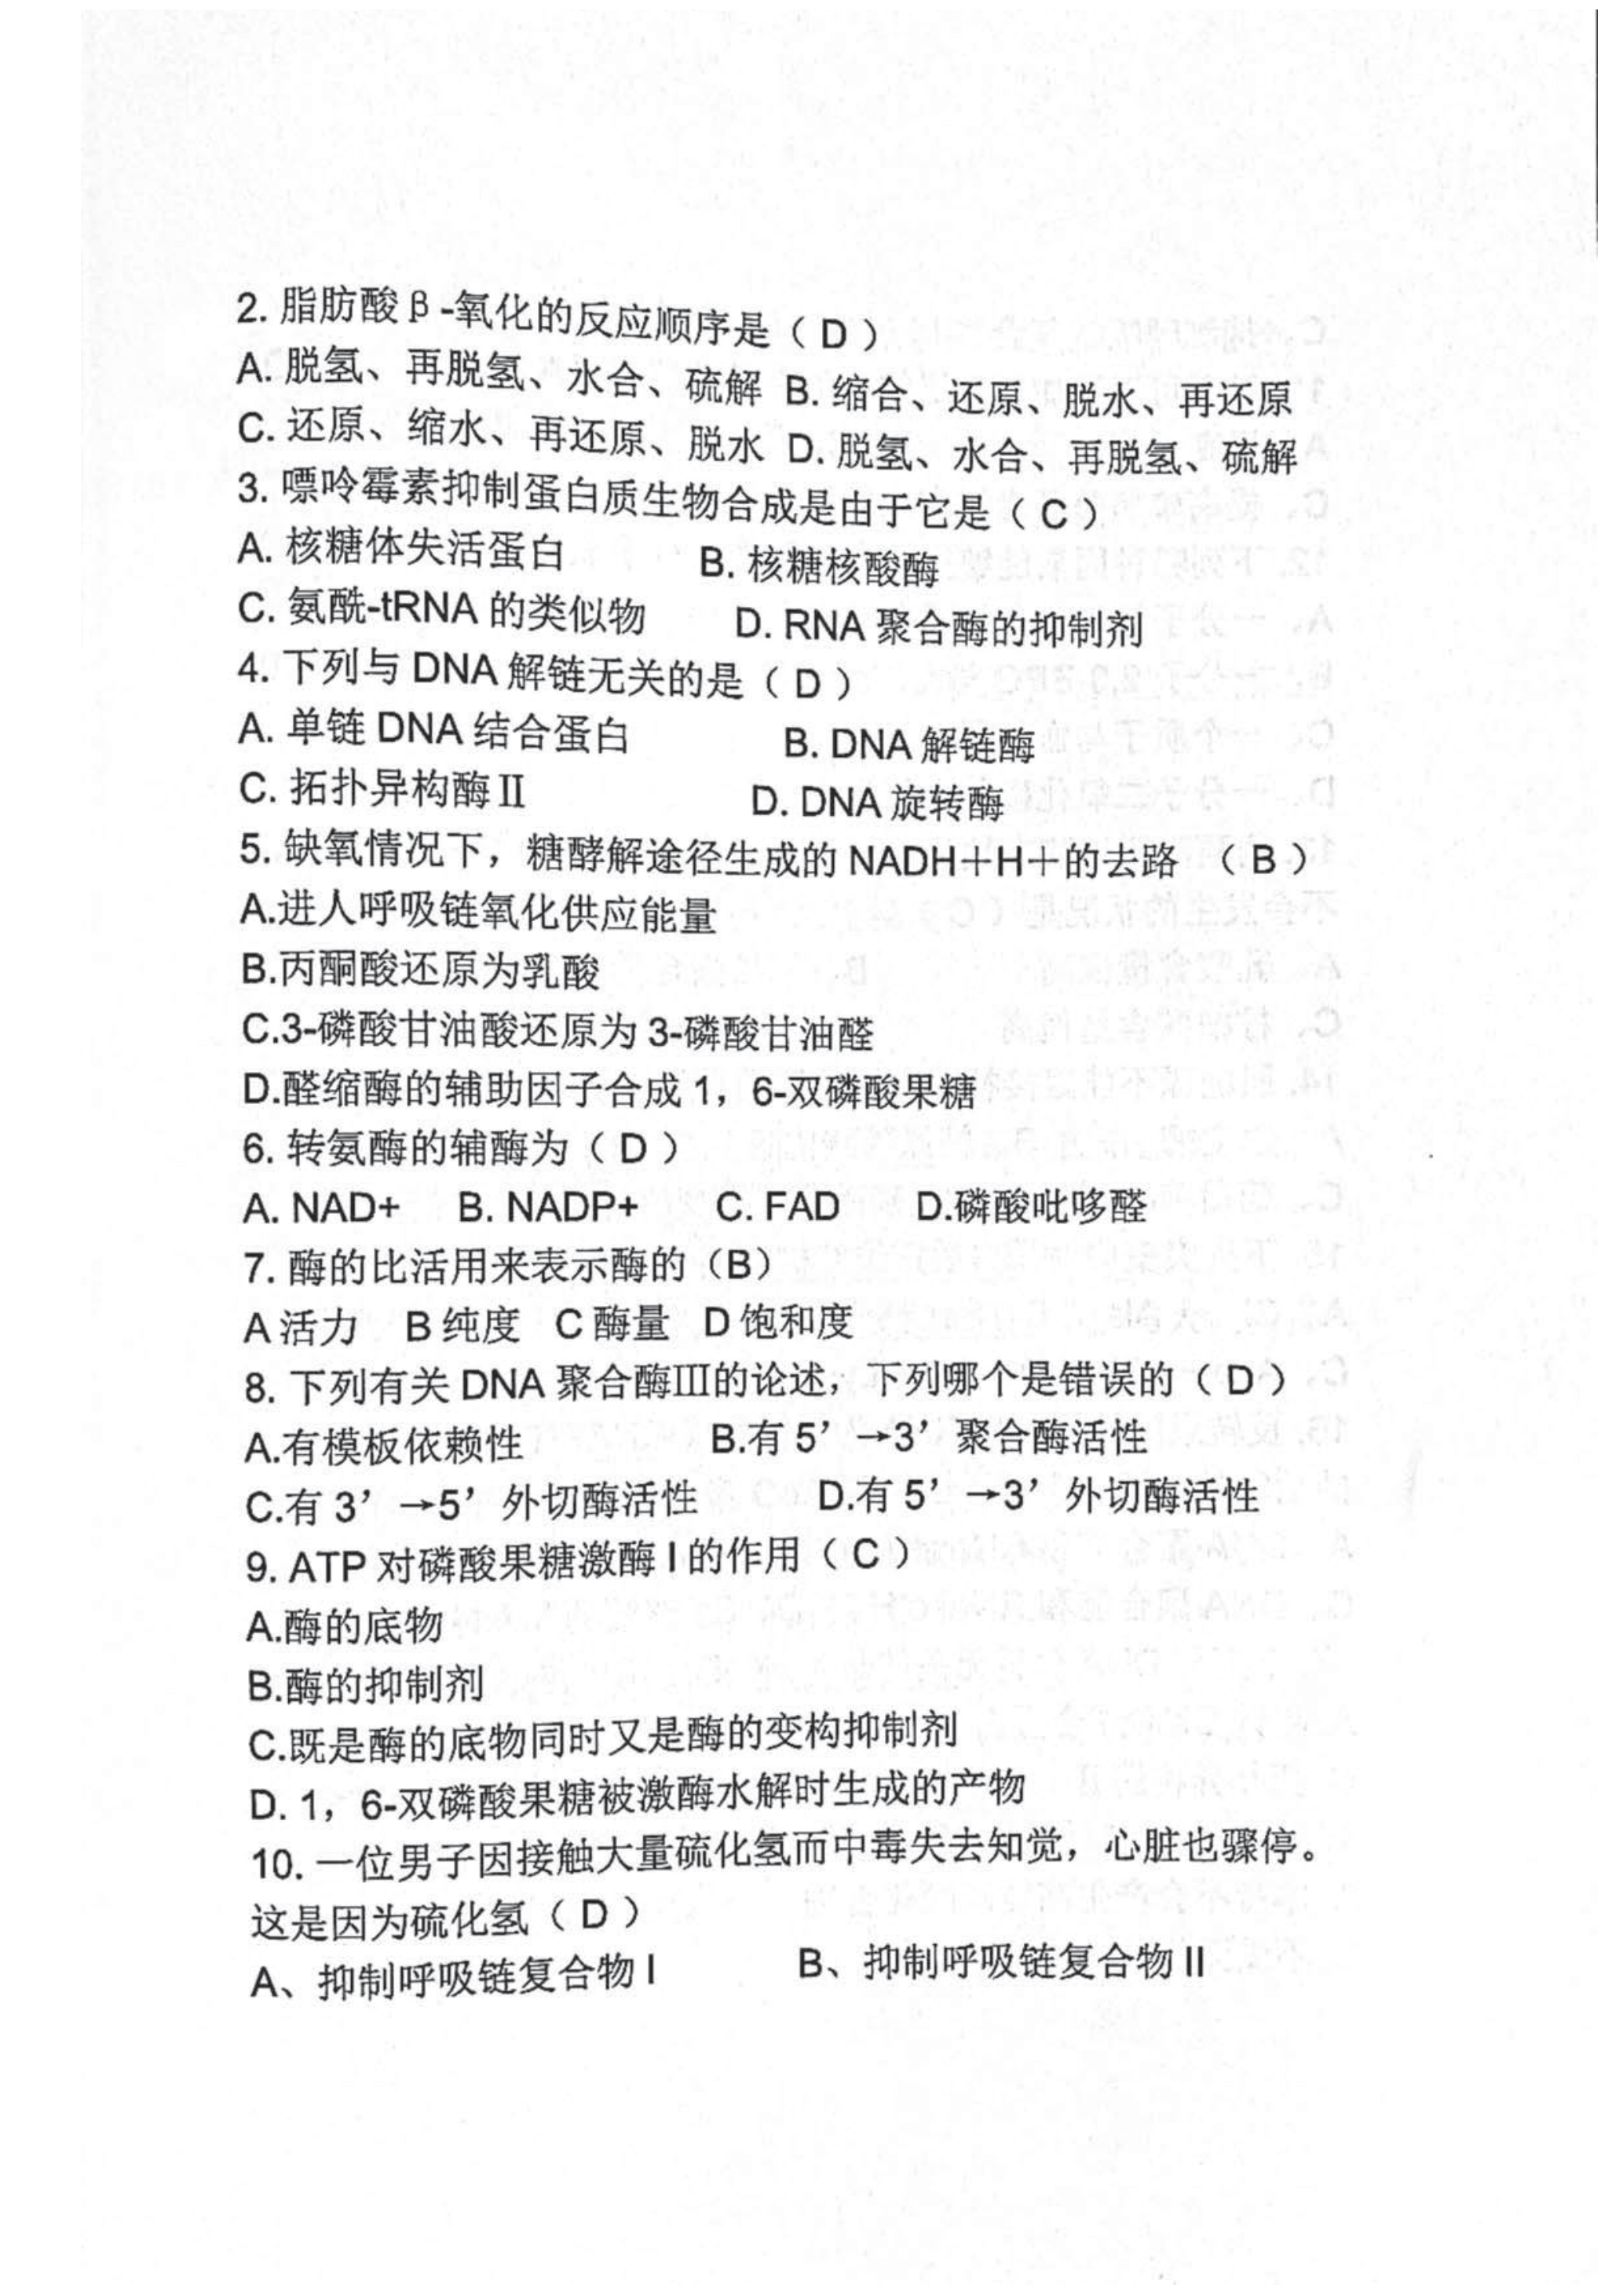 2. 脂肪酸β-氧化的反应顺序是（ D ）
A. 脱氢、再脱氢、水合、硫解 B. 缩合、还原、脱水、再还原
C. 还原、缩水、再还原、脱水 D. 脱氢、水合、再脱氢、硫解
3. 嘌呤霉素抑制蛋白质生物合成是由于它是（ C ）
A. 核糖体失活蛋白 B. 核糖核酸酶
C. 氨酰-tRNA 的类似物 D. RNA 聚合酶的抑制剂
4. 下列与 DNA 解链无关的是（ D ）
A. 单链 DNA 结合蛋白 B. DNA 解链酶
C. 拓扑异构酶Ⅱ D. DNA 旋转酶
5. 缺氧情况下，糖酵解途径生成的 NADH＋H＋的去路 （ B ）
A.进人呼吸链氧化供应能量
B.丙酮酸还原为乳酸
C.3-磷酸甘油酸还原为 3-磷酸甘油醛
D.醛缩酶的辅助因子合成 1，6-双磷酸果糖
6. 转氨酶的辅酶为（ D ）
A. NAD+ B. NADP+ C. FAD D.磷酸吡哆醛
7. 酶的比活用来表示酶的（B）
A 活力 B 纯度 C 酶量 D 饱和度
8. 下列有关 DNA 聚合酶Ⅲ的论述，下列哪个是错误的（ D ）
A.有模板依赖性 B.有 5’→3’聚合酶活性
C.有 3’→5’外切酶活性 D.有 5’→3’外切酶活性
9. ATP 对磷酸果糖激酶 I 的作用（ C ）
A.酶的底物
B.酶的抑制剂
C.既是酶的底物同时又是酶的变构抑制剂
D. 1，6-双磷酸果糖被激酶水解时生成的产物
10. 一位男子因接触大量硫化氢而中毒失去知觉，心脏也骤停。
这是因为硫化氢（ D ）
A、抑制呼吸链复合物 I B、抑制呼吸链复合物 II